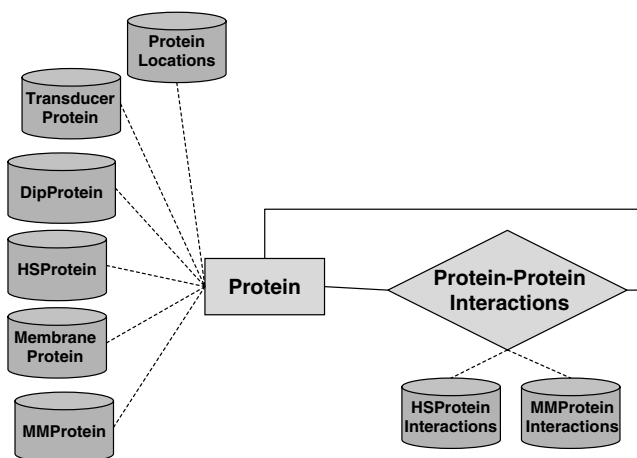 Protein
Locations
Transducer
Protein
DipProtein
HSProtein
Membrane
Protein
MMProtein
Protein
Protein-Protein
Interactions
HSProtein
Interactions
MMProtein
Interactions